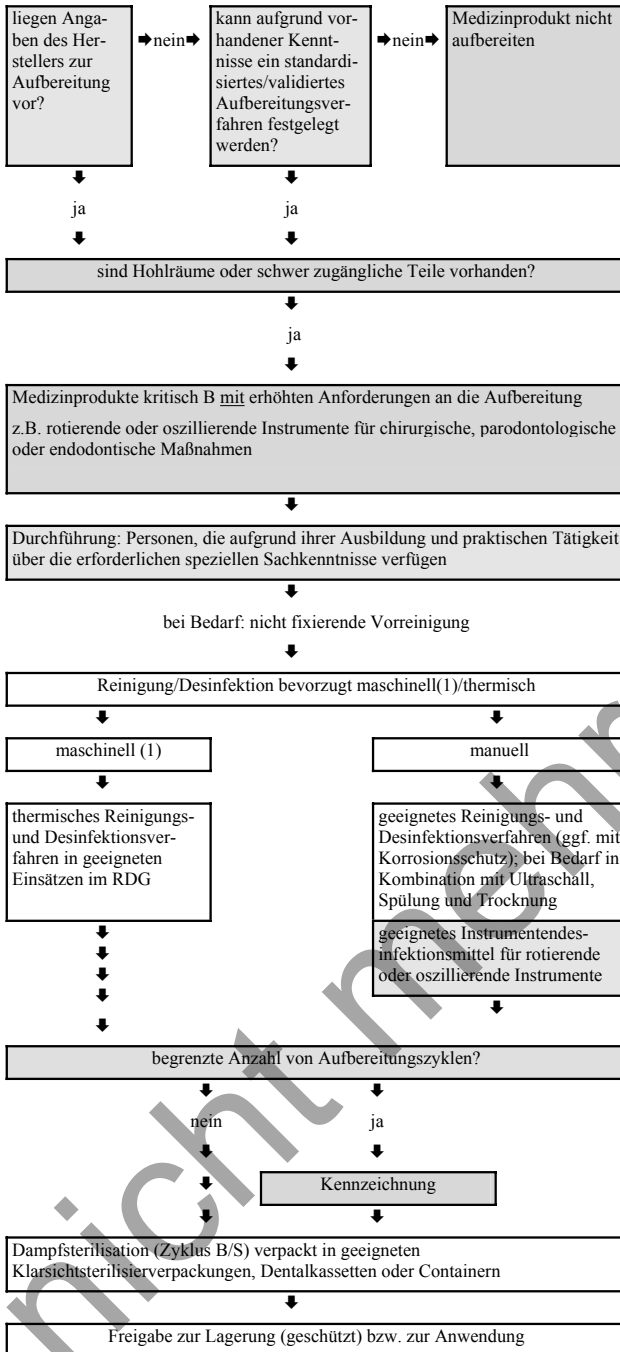 liegen Anga-
ben des Her-
stellers zur
Aufbereitung
vor?
nein
kann aufgrund vor-
handener Kennt-
nisse ein standardi-
siertes/validiertes
Aufbereitungsver-
fahren festgelegt
werden?
nein
Medizinprodukt nicht
aufbereiten
ja
ja
sind Hohlräume oder schwer zugängliche Teile vorhanden?
ja
Medizinprodukte kritisch B mit erhöhten Anforderungen an die Aufbereitung
z.B. rotierende oder oszillierende Instrumente für chirurgische, parodontologische
oder endodontische Maßnahmen
Durchführung: Personen, die aufgrund ihrer Ausbildung und praktischen Tätigkeit
über die erforderlichen speziellen Sachkenntnisse verfügen
bei Bedarf: nicht fixierende Vorreinigung
Reinigung/Desinfektion bevorzugt maschinell(1)/thermisch
maschinell (1)
manuell
thermisches Reinigungs-
und Desinfektionsver-
fahren in geeigneten
Einsätzen im RDG
geeignetes Reinigungs- und
Desinfektionsverfahren (ggf. mit
Korrosionsschutz); bei Bedarf in
Kombination mit Ultraschall,
Spülung und Trocknung
geeignetes Instrumentendes-
infektionsmittel für rotierende
oder oszillierende Instrumente
begrenzte Anzahl von Aufbereitungszyklen?
nein
ja
Kennzeichnung
Dampfsterilisation (Zyklus B/S) verpackt in geeigneten
Klarsichtsterilisierverpackungen, Dentalkassetten oder Containern
Freigabe zur Lagerung (geschützt) bzw. zur Anwendung
nicht mehr